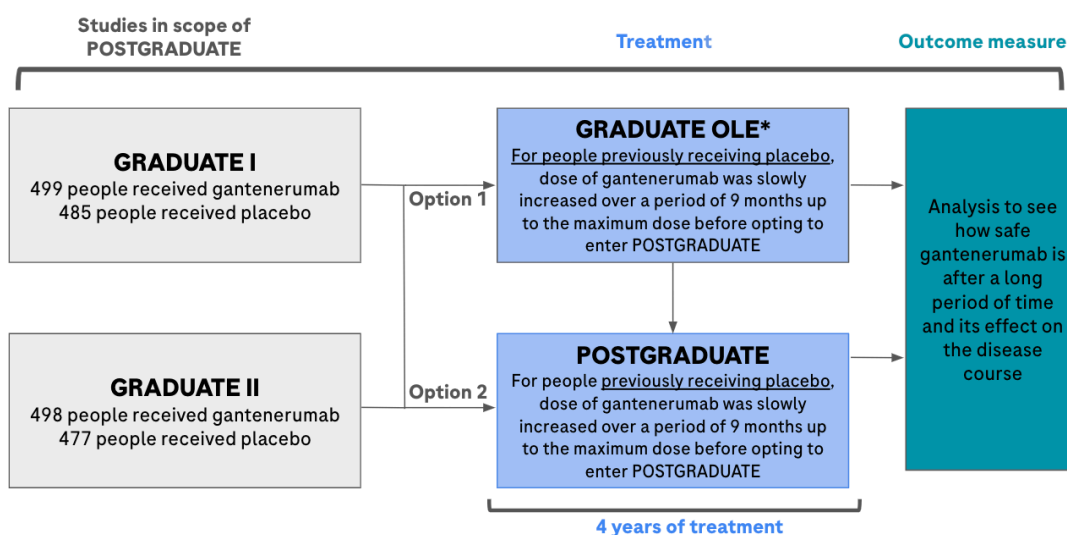 Studies in scope of
POSTGRADUATE
Treatment
Outcome measure
GRADUATE I
499 people received gantenerumab
485 people received placebo
Option 1
GRADUATE OLE*
For people previously receiving placebo,
dose of gantenerumab was slowly
increased over a period of 9 months up
to the maximum dose before opting to
enter POSTGRADUATE
GRADUATE II
498 people received gantenerumab
477 people received placebo
Option 2
POSTGRADUATE
For people previously receiving placebo,
dose of gantenerumab was slowly
increased over a period of 9 months up
to the maximum dose before opting to
enter POSTGRADUATE
4 years of treatment
Analysis to see
how safe
gantenerumab is
after a long
period of time
and its effect on
the disease
course